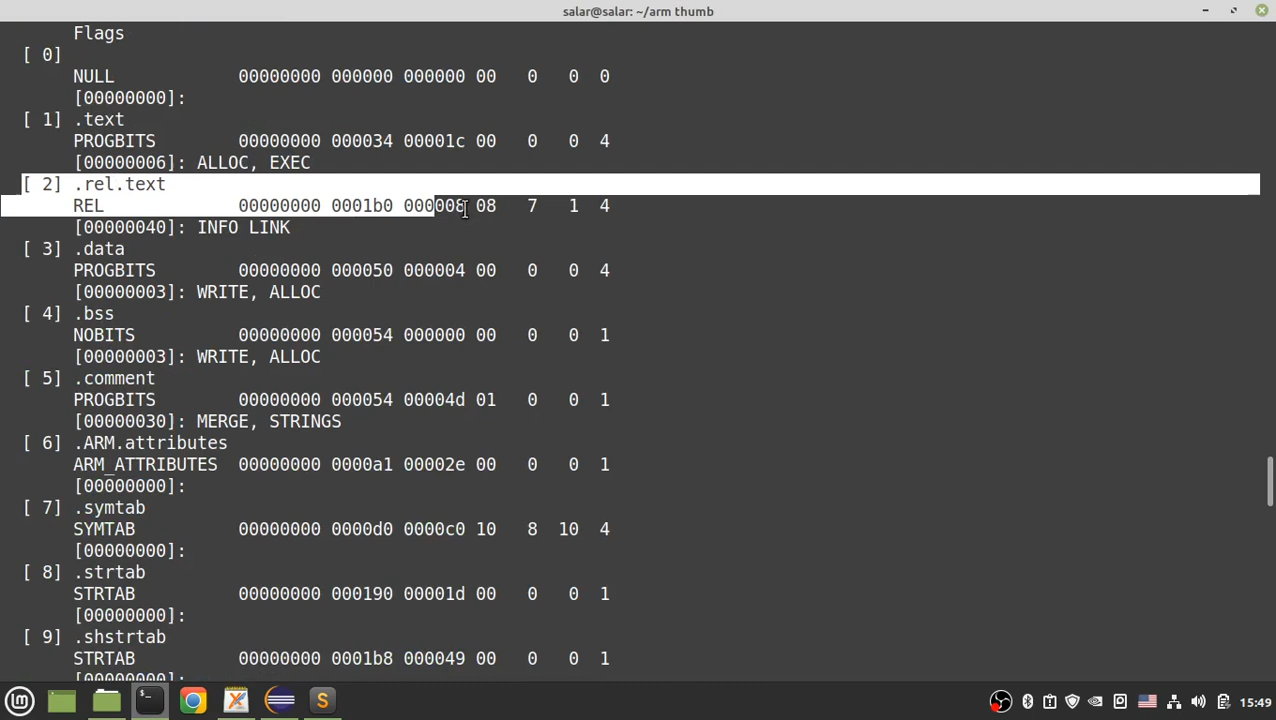 salar@salar: ~/arm thumb
Flags
[ 0]
NULL 00000000 000000 000000 00 0 0 0
[00000000]:
[ 1] .text
PROGBITS 00000000 000034 00001c 00 0 0 4
[00000006]: ALLOC, EXEC
[ 2] .rel.text
REL 00000000 0001b0 000008 08 7 1 4
[00000040]: INFO LINK
[ 3] .data
PROGBITS 00000000 000050 000004 00 0 0 4
[00000003]: WRITE, ALLOC
[ 4] .bss
NOBITS 00000000 000054 000000 00 0 0 1
[00000003]: WRITE, ALLOC
[ 5] .comment
PROGBITS 00000000 000054 00004d 01 0 0 1
[00000030]: MERGE, STRINGS
[ 6] .ARM.attributes
ARM_ATTRIBUTES 00000000 0000a1 00002e 00 0 0 1
[00000000]:
[ 7] .symtab
SYMTAB 00000000 0000d0 0000c0 10 8 10 4
[00000000]:
[ 8] .strtab
STRTAB 00000000 000190 00001d 00 0 0 1
[00000000]:
[ 9] .shstrtab
STRTAB 00000000 0001b8 000049 00 0 0 1
[00000000]:
15:49